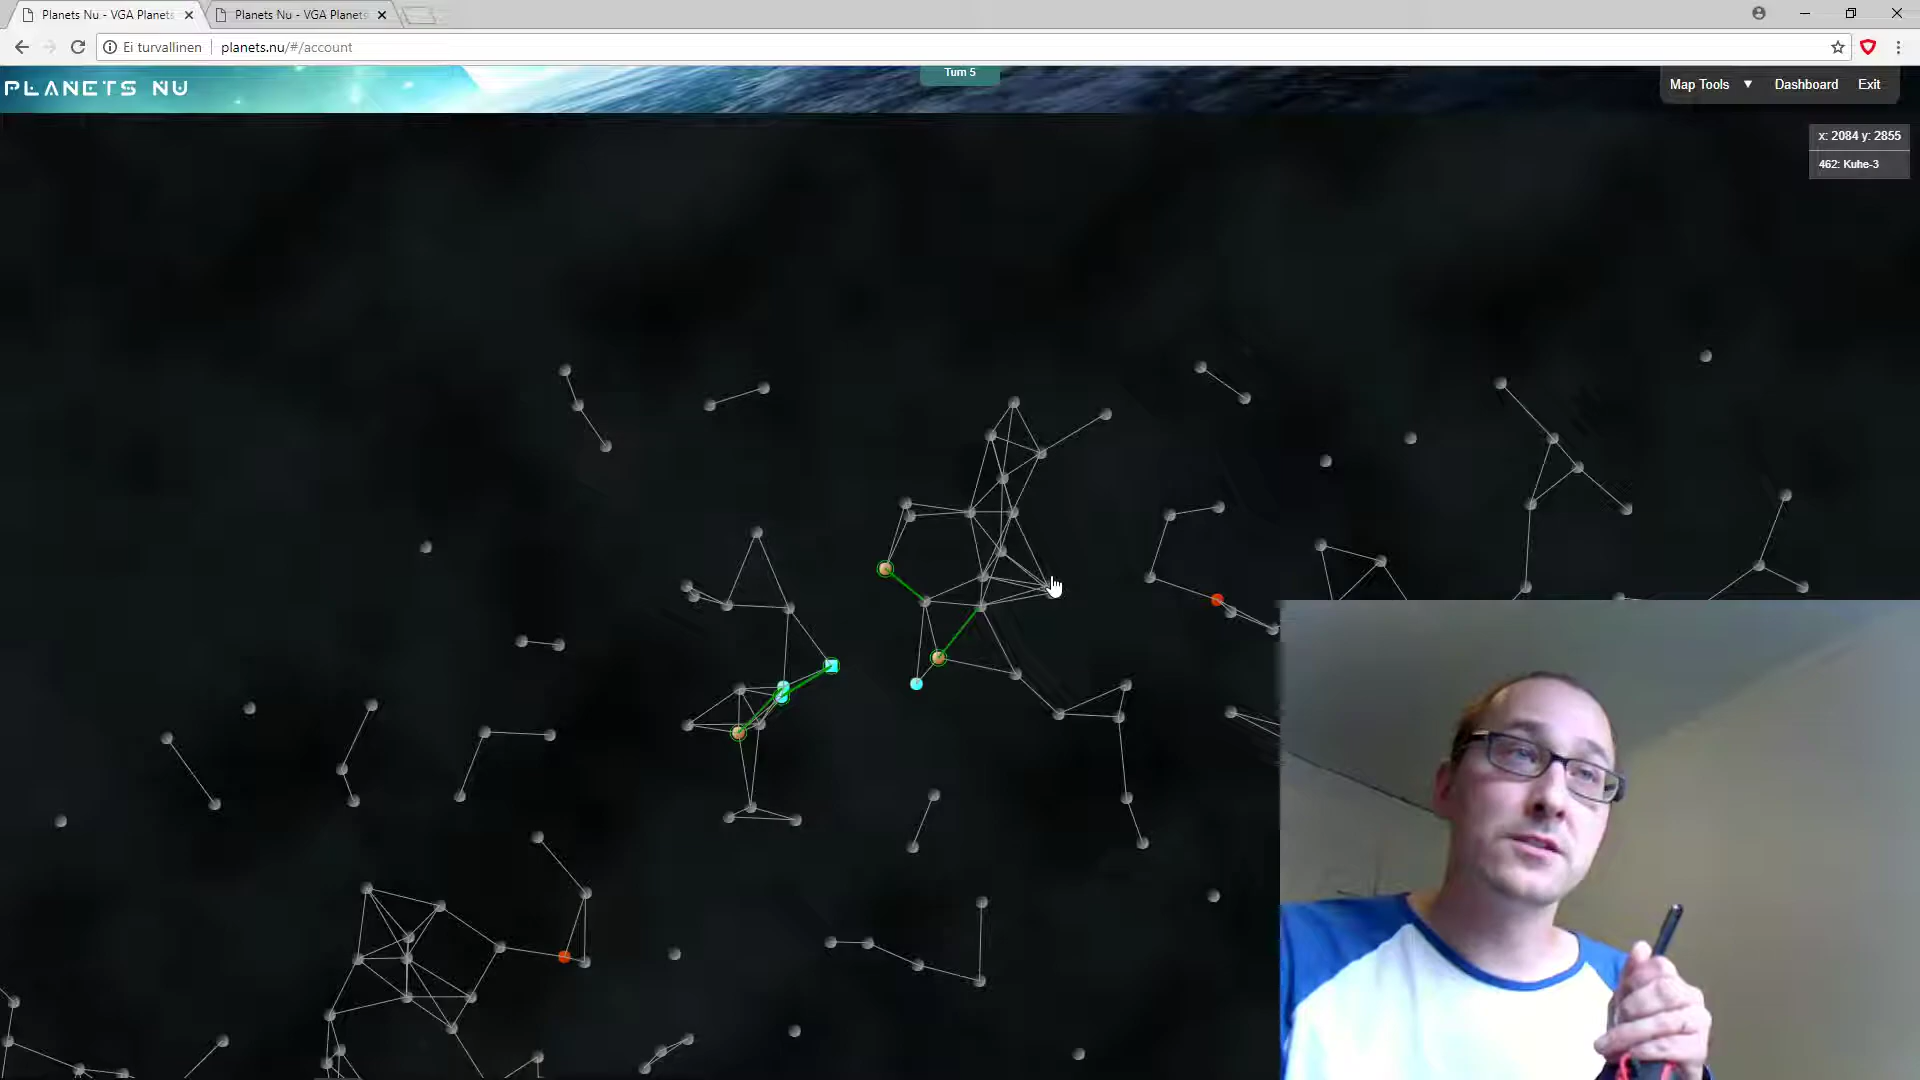 Planets Nu - VGA Planets
Planets Nu - VGA Planets
Ei turvallinen
planets.nu/#/account
PLANETS NU
Turn 5
Map Tools ▼ Dashboard Exit
x: 2084 y: 2855
462: Kuhe-3